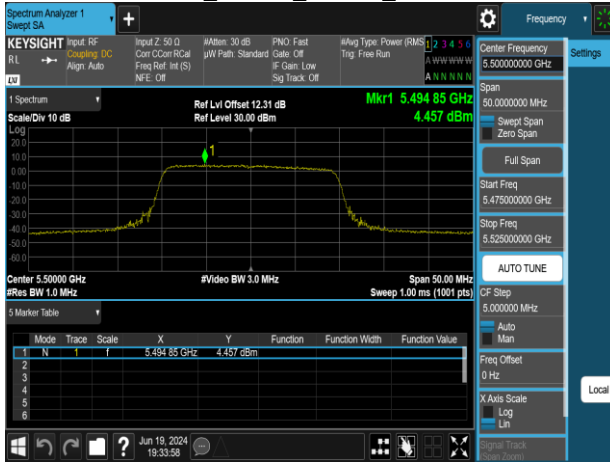 Spectrum Analyzer 1
Swept SA
Frequency
KEYSIGHT Input: RF Input Z: 50 Ω #Atten: 30 dB PNO: Fast #Avg Type: Power (RMS 1 2 3 4 5 6
RL Coupling: DC Corr CCorr RCal µW Path: Standard Gate: Off Trig: Free Run A W W W W W
Align: Auto Freq Ref: Int (S) IF Gain: Low
NFE: Off Sig Track: Off A N N N N N
LXI
1 Spectrum
Ref Lvl Offset 12.31 dB Mkr1 5.494 85 GHz
Scale/Div 10 dB Ref Level 30.00 dBm 4.457 dBm
Log
20.0
10.0
0.00
-10.0
-20.0
-30.0
-40.0
-50.0
-60.0
1
Center 5.50000 GHz #Video BW 3.0 MHz Span 50.00 MHz
#Res BW 1.0 MHz Sweep 1.00 ms (1001 pts)
5 Marker Table
Mode Trace Scale X Y Function Function Width Function Value
1 N 1 f 5.494 85 GHz 4.457 dBm
2
3
4
5
6
Jun 19, 2024
19:33:58
?
Center Frequency
5.500000000 GHz
Span
50.0000000 MHz
Swept Span
Zero Span
Full Span
Start Freq
5.475000000 GHz
Stop Freq
5.525000000 GHz
AUTO TUNE
CF Step
5.000000 MHz
Auto
Man
Freq Offset
0 Hz
X Axis Scale
Log
Lin
Signal Track
(Span Zoom)
Settings
Local